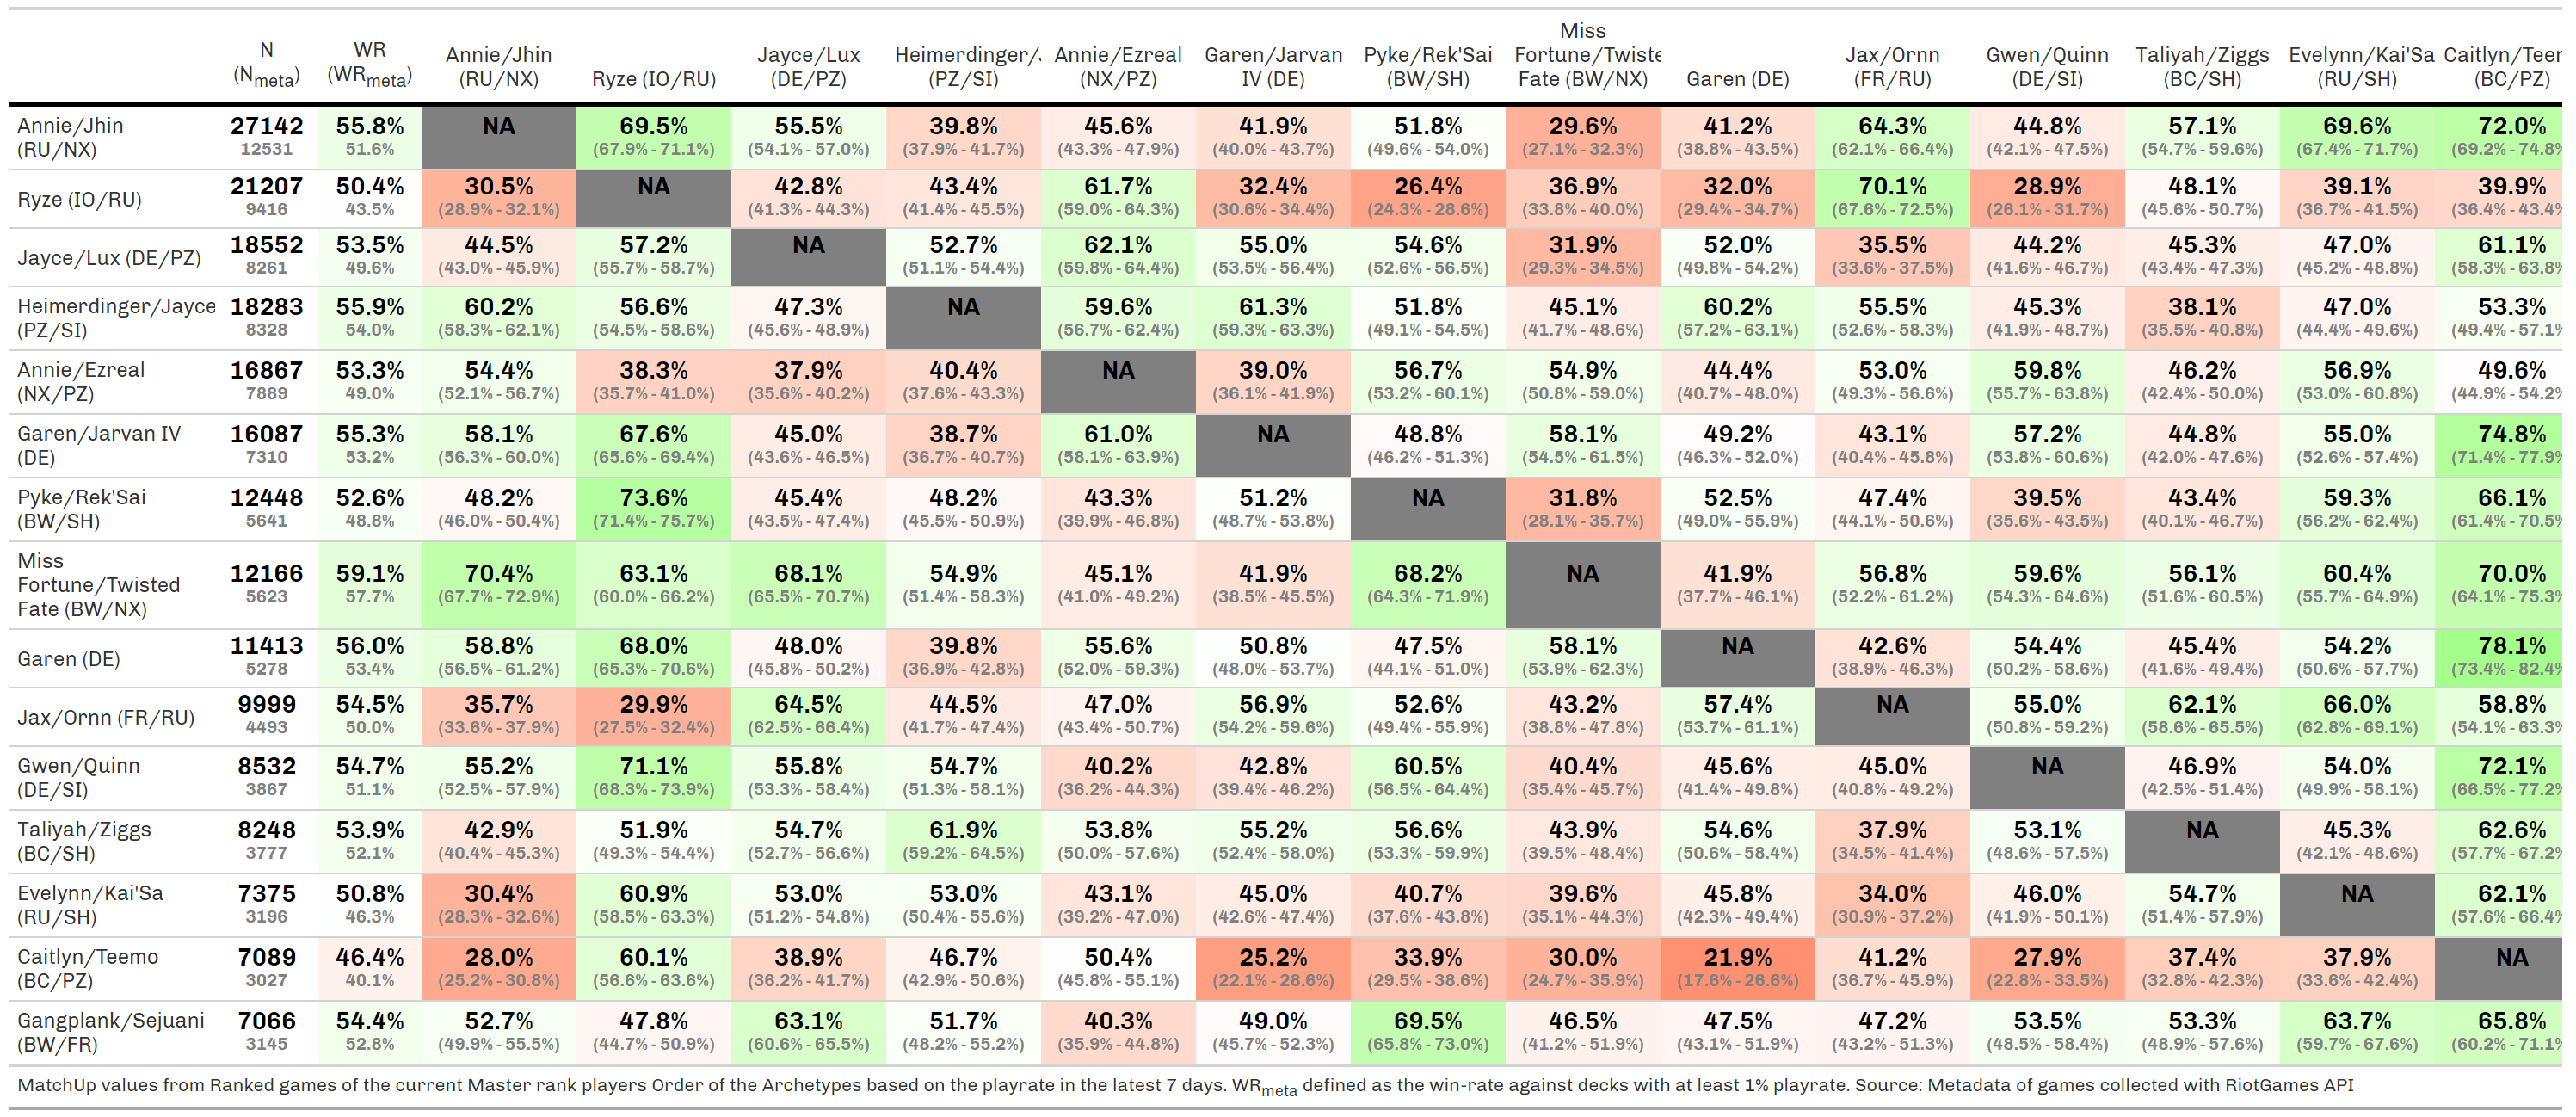 N (Nmeta) WR (WRmeta) Annie/Jhin (RU/NX) Ryze (IO/RU) Jayce/Lux (DE/PZ) Heimerdinger/J (PZ/SI) Annie/Ezreal (NX/PZ) Garen/Jarvan IV (DE) Pyke/Rek'Sai (BW/SH) Miss Fortune/Twiste Fate (BW/NX) Garen (DE) Jax/Ornn (FR/RU) Gwen/Quinn (DE/SI) Taliyah/Ziggs (BC/SH) Evelynn/Kai'Sa (RU/SH) Caitlyn/Teer (BC/PZ)
Annie/Jhin 27142 55.8% NA 69.5% 55.5% 39.8% 45.6% 41.9% 51.8% 29.6% 41.2% 64.3% 44.8% 57.1% 69.6% 72.0%
(RU/NX) 12531 51.6% (67.9% - 71.1%) (54.1% - 57.0%) (37.9% - 41.7%) (43.3% - 47.9%) (40.0% - 43.7%) (49.6% - 54.0%) (27.1% - 32.3%) (38.8% - 43.5%) (62.1% - 66.4%) (42.1% - 47.5%) (54.7% - 59.6%) (67.4% - 71.7%) (69.2% - 74.8%
Ryze (IO/RU) 21207 50.4% 30.5% NA 42.8% 43.4% 61.7% 32.4% 26.4% 36.9% 32.0% 70.1% 28.9% 48.1% 39.1% 39.9%
9416 43.5% (28.9% - 32.1%) (41.3% - 44.3%) (41.4% - 45.5%) (59.0% - 64.3%) (30.6% - 34.4%) (24.3% - 28.6%) (33.8% - 40.0%) (29.4% - 34.7%) (67.6% - 72.5%) (26.1% - 31.7%) (45.6% - 50.7%) (36.7% - 41.5%) (36.4% - 43.4%
Jayce/Lux (DE/PZ) 18552 53.5% 44.5% 57.2% NA 52.7% 62.1% 55.0% 54.6% 31.9% 52.0% 35.5% 44.2% 45.3% 47.0% 61.1%
8261 49.6% (43.0% - 45.9%) (55.7% - 58.7%) (51.1% - 54.4%) (59.8% - 64.4%) (53.5% - 56.4%) (52.6% - 56.5%) (29.3% - 34.5%) (49.8% - 54.2%) (33.6% - 37.5%) (41.6% - 46.7%) (43.4% - 47.3%) (45.2% - 48.8%) (58.3% - 63.8%
Heimerdinger/Jayce 18283 55.9% 60.2% 56.6% 47.3% NA 59.6% 61.3% 51.8% 45.1% 60.2% 55.5% 45.3% 38.1% 47.0% 53.3%
(PZ/SI) 8328 54.0% (58.3% - 62.1%) (54.5% - 58.6%) (45.6% - 48.9%) (56.7% - 62.4%) (59.3% - 63.3%) (49.1% - 54.5%) (41.7% - 48.6%) (57.2% - 63.1%) (52.6% - 58.3%) (41.9% - 48.7%) (35.5% - 40.8%) (44.4% - 49.6%) (49.4% - 57.1%
Annie/Ezreal 16867 53.3% 54.4% 38.3% 37.9% 40.4% NA 39.0% 56.7% 54.9% 44.4% 53.0% 59.8% 46.2% 56.9% 49.6%
(NX/PZ) 7889 49.0% (52.1% - 56.7%) (35.7% - 41.0%) (35.6% - 40.2%) (37.6% - 43.3%) (36.1% - 41.9%) (53.2% - 60.1%) (50.8% - 59.0%) (40.7% - 48.0%) (49.3% - 56.6%) (55.7% - 63.8%) (42.4% - 50.0%) (53.0% - 60.8%) (44.9% - 54.2%
Garen/Jarvan IV 16087 55.3% 58.1% 67.6% 45.0% 38.7% 61.0% NA 48.8% 58.1% 49.2% 43.1% 57.2% 44.8% 55.0% 74.8%
(DE) 7310 53.2% (56.3% - 60.0%) (65.6% - 69.4%) (43.6% - 46.5%) (36.7% - 40.7%) (58.1% - 63.9%) (46.2% - 51.3%) (54.5% - 61.5%) (46.3% - 52.0%) (40.4% - 45.8%) (53.8% - 60.6%) (42.0% - 47.6%) (52.6% - 57.4%) (71.4% - 77.9%
Pyke/Rek'Sai 12448 52.6% 48.2% 73.6% 45.4% 48.2% 43.3% 51.2% NA 31.8% 52.5% 47.4% 39.5% 43.4% 59.3% 66.1%
(BW/SH) 5641 48.8% (46.0% - 50.4%) (71.4% - 75.7%) (43.5% - 47.4%) (45.5% - 50.9%) (39.9% - 46.8%) (48.7% - 53.8%) (28.1% - 35.7%) (49.0% - 55.9%) (44.1% - 50.6%) (35.6% - 43.5%) (40.1% - 46.7%) (56.2% - 62.4%) (61.4% - 70.5%
Miss
Fortune/Twisted 12166 59.1% 70.4% 63.1% 68.1% 54.9% 45.1% 41.9% 68.2% NA 41.9% 56.8% 59.6% 56.1% 60.4% 70.0%
Fate (BW/NX) 5623 57.7% (67.7% - 72.9%) (60.0% - 66.2%) (65.5% - 70.7%) (51.4% - 58.3%) (41.0% - 49.2%) (38.5% - 45.5%) (64.3% - 71.9%) (37.7% - 46.1%) (52.2% - 61.2%) (54.3% - 64.6%) (51.6% - 60.5%) (55.7% - 64.9%) (64.1% - 75.3%
Garen (DE) 11413 56.0% 58.8% 68.0% 48.0% 39.8% 55.6% 50.8% 47.5% 58.1% NA 42.6% 54.4% 45.4% 54.2% 78.1%
5278 53.4% (56.5% - 61.2%) (65.3% - 70.6%) (45.8% - 50.2%) (36.9% - 42.8%) (52.0% - 59.3%) (48.0% - 53.7%) (44.1% - 51.0%) (53.9% - 62.3%) (38.9% - 46.3%) (50.2% - 58.6%) (41.6% - 49.4%) (50.6% - 57.7%) (73.4% - 82.4%
Jax/Ornn (FR/RU) 9999 54.5% 35.7% 29.9% 64.5% 44.5% 47.0% 56.9% 52.6% 43.2% 57.4% NA 55.0% 62.1% 66.0% 58.8%
4493 50.0% (33.6% - 37.9%) (27.5% - 32.4%) (62.5% - 66.4%) (41.7% - 47.4%) (43.4% - 50.7%) (54.2% - 59.6%) (49.4% - 55.9%) (38.8% - 47.8%) (53.7% - 61.1%) (50.8% - 59.2%) (58.6% - 65.5%) (62.8% - 69.1%) (54.1% - 63.3%
Gwen/Quinn 8532 54.7% 55.2% 71.1% 55.8% 54.7% 40.2% 42.8% 60.5% 40.4% 45.6% 45.0% NA 46.9% 54.0% 72.1%
(DE/SI) 3867 51.1% (52.5% - 57.9%) (68.3% - 73.9%) (53.3% - 58.4%) (51.3% - 58.1%) (36.2% - 44.3%) (39.4% - 46.2%) (56.5% - 64.4%) (35.4% - 45.7%) (41.4% - 49.8%) (40.8% - 49.2%) (42.5% - 51.4%) (49.9% - 58.1%) (66.5% - 77.2%
Taliyah/Ziggs 8248 53.9% 42.9% 51.9% 54.7% 61.9% 53.8% 55.2% 56.6% 43.9% 54.6% 37.9% 53.1% NA 45.3% 62.6%
(BC/SH) 3777 52.1% (40.4% - 45.3%) (49.3% - 54.4%) (52.7% - 56.6%) (59.2% - 64.5%) (50.0% - 57.6%) (52.4% - 58.0%) (53.3% - 59.9%) (39.5% - 48.4%) (50.6% - 58.4%) (34.5% - 41.4%) (48.6% - 57.5%) (42.1% - 48.6%) (57.7% - 67.2%
Evelynn/Kai'Sa 7375 50.8% 30.4% 60.9% 53.0% 53.0% 43.1% 45.0% 40.7% 39.6% 45.8% 34.0% 46.0% 54.7% NA 62.1%
(RU/SH) 3196 46.3% (28.3% - 32.6%) (58.5% - 63.3%) (51.2% - 54.8%) (50.4% - 55.6%) (39.2% - 47.0%) (42.6% - 47.4%) (37.6% - 43.8%) (35.1% - 44.3%) (42.3% - 49.4%) (30.9% - 37.2%) (41.9% - 50.1%) (51.4% - 57.9%) (57.6% - 66.4%
Caitlyn/Teemo 7089 46.4% 28.0% 60.1% 38.9% 46.7% 50.4% 25.2% 33.9% 30.0% 21.9% 41.2% 27.9% 37.4% 37.9% NA
(BC/PZ) 3027 40.1% (25.2% - 30.8%) (56.6% - 63.6%) (36.2% - 41.7%) (42.9% - 50.6%) (45.8% - 55.1%) (22.1% - 28.6%) (29.5% - 38.6%) (24.7% - 35.9%) (17.6% - 26.6%) (36.7% - 45.9%) (22.8% - 33.5%) (32.8% - 42.3%) (33.6% - 42.4%)
Gangplank/Sejuani 7066 54.4% 52.7% 47.8% 63.1% 51.7% 40.3% 49.0% 69.5% 46.5% 47.5% 47.2% 53.5% 53.3% 63.7% 65.8%
(BW/FR) 3145 52.8% (49.9% - 55.5%) (44.7% - 50.9%) (60.6% - 65.5%) (48.2% - 55.2%) (35.9% - 44.8%) (45.7% - 52.3%) (65.8% - 73.0%) (41.2% - 51.9%) (43.1% - 51.9%) (43.2% - 51.3%) (48.5% - 58.4%) (48.9% - 57.6%) (59.7% - 67.6%) (60.2% - 71.1%
MatchUp values from Ranked games of the current Master rank players Order of the Archetypes based on the playrate in the latest 7 days. WRmeta defined as the win-rate against decks with at least 1% playrate. Source: Metadata of games collected with RiotGames API